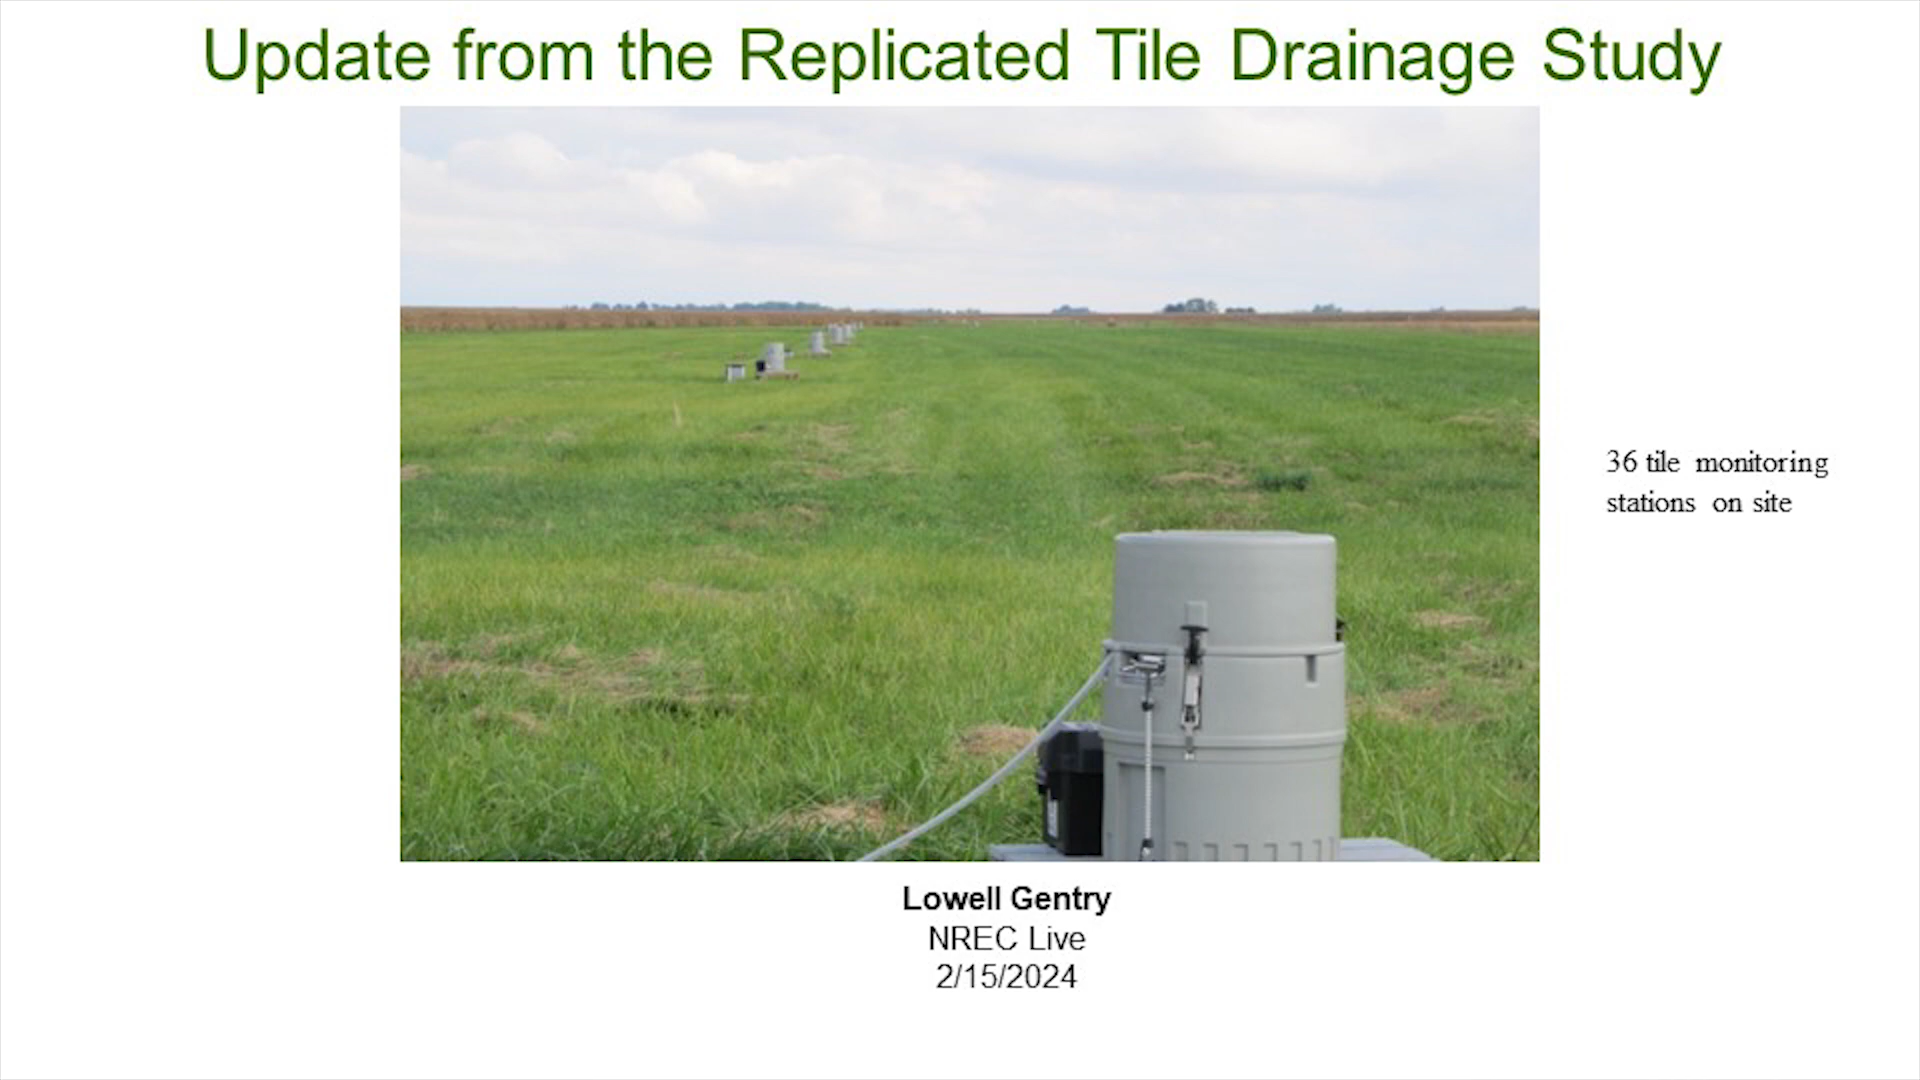 Update from the Replicated Tile Drainage Study
36 tile monitoring
stations on site
Lowell Gentry
NREC Live
2/15/2024